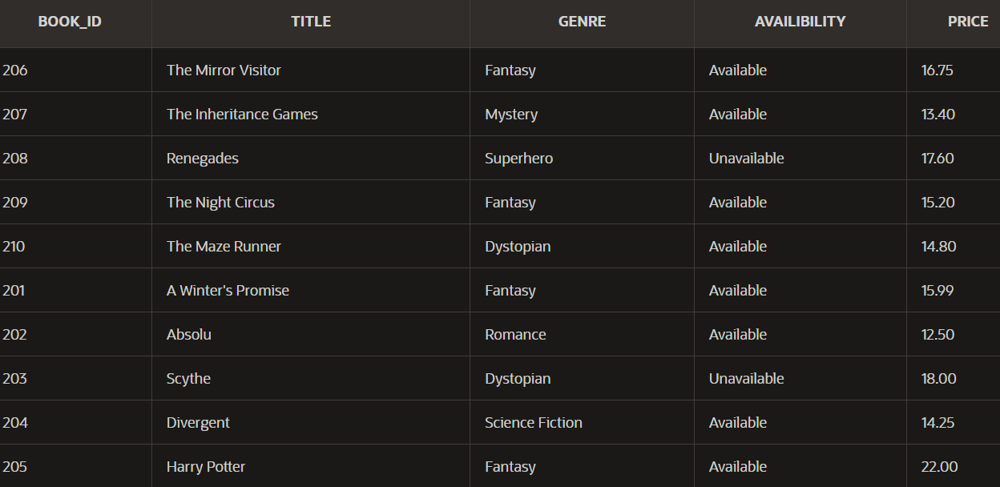 BOOK_ID TITLE GENRE AVAILIBILITY PRICE
206 The Mirror Visitor Fantasy Available 16.75
207 The Inheritance Games Mystery Available 13.40
208 Renegades Superhero Unavailable 17.60
209 The Night Circus Fantasy Available 15.20
210 The Maze Runner Dystopian Available 14.80
201 A Winter's Promise Fantasy Available 15.99
202 Absolu Romance Available 12.50
203 Scythe Dystopian Unavailable 18.00
204 Divergent Science Fiction Available 14.25
205 Harry Potter Fantasy Available 22.00